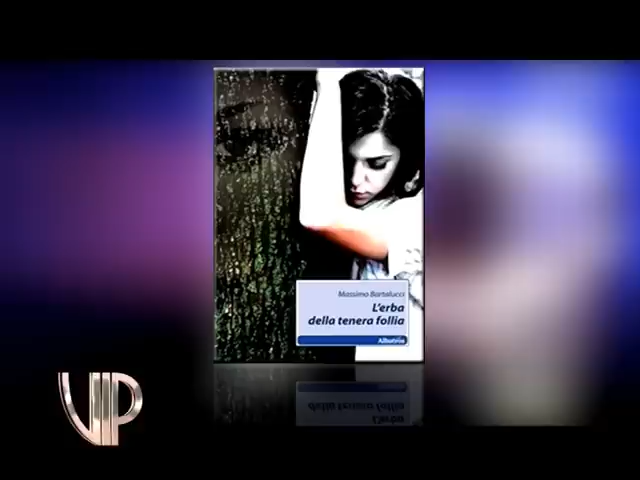 Massimo Bartalucci
L'erba
della tenera follia
Albatros
VIP